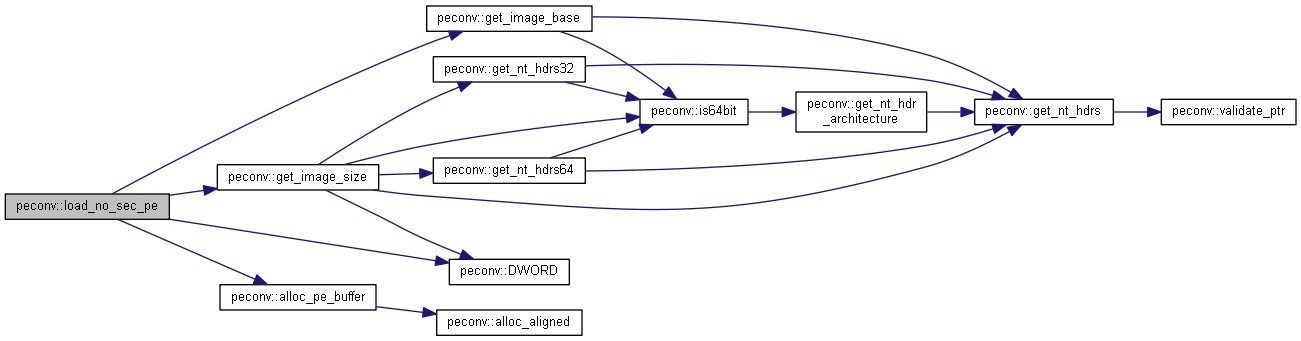 peconv::get_image_base
peconv::get_nt_hdrs32
peconv::is64bit
peconv::get_nt_hdr
_architecture
peconv::get_nt_hdrs
peconv::validate_ptr
peconv::get_image_size
peconv::get_nt_hdrs64
peconv::load_no_sec_pe
peconv::DWORD
peconv::alloc_pe_buffer
peconv::alloc_aligned